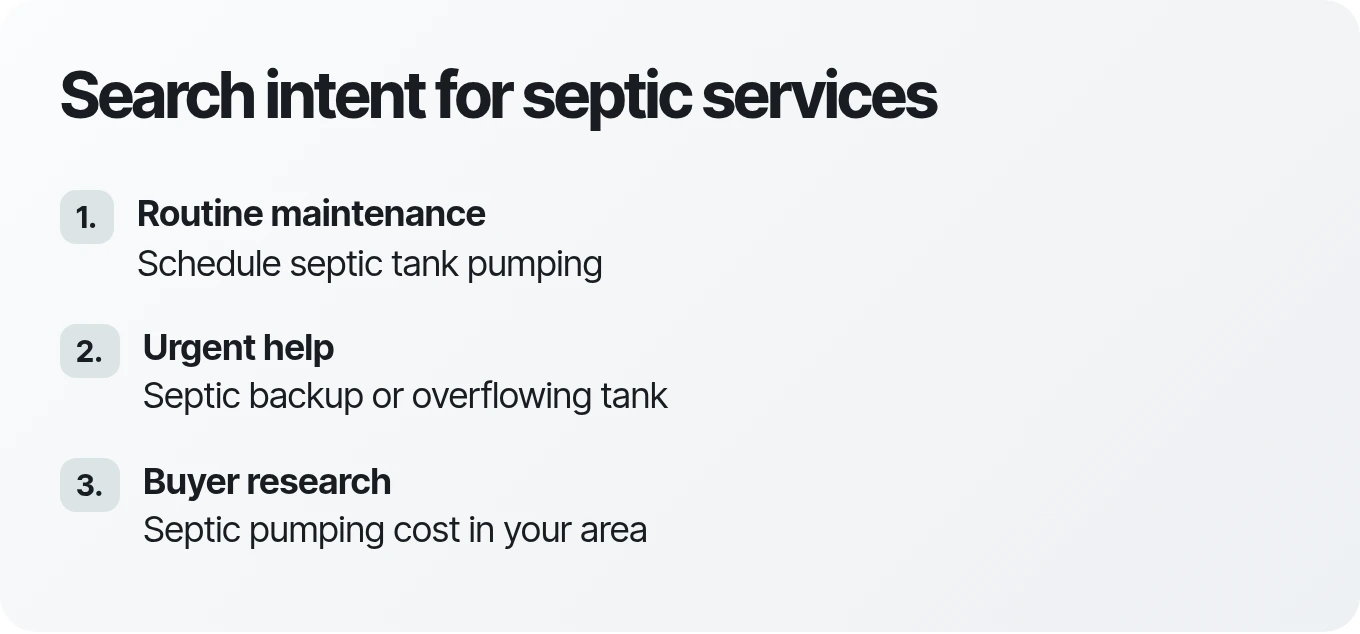 Search intent for septic services
1. Routine maintenance
Schedule septic tank pumping
2. Urgent help
Septic backup or overflowing tank
3. Buyer research
Septic pumping cost in your area